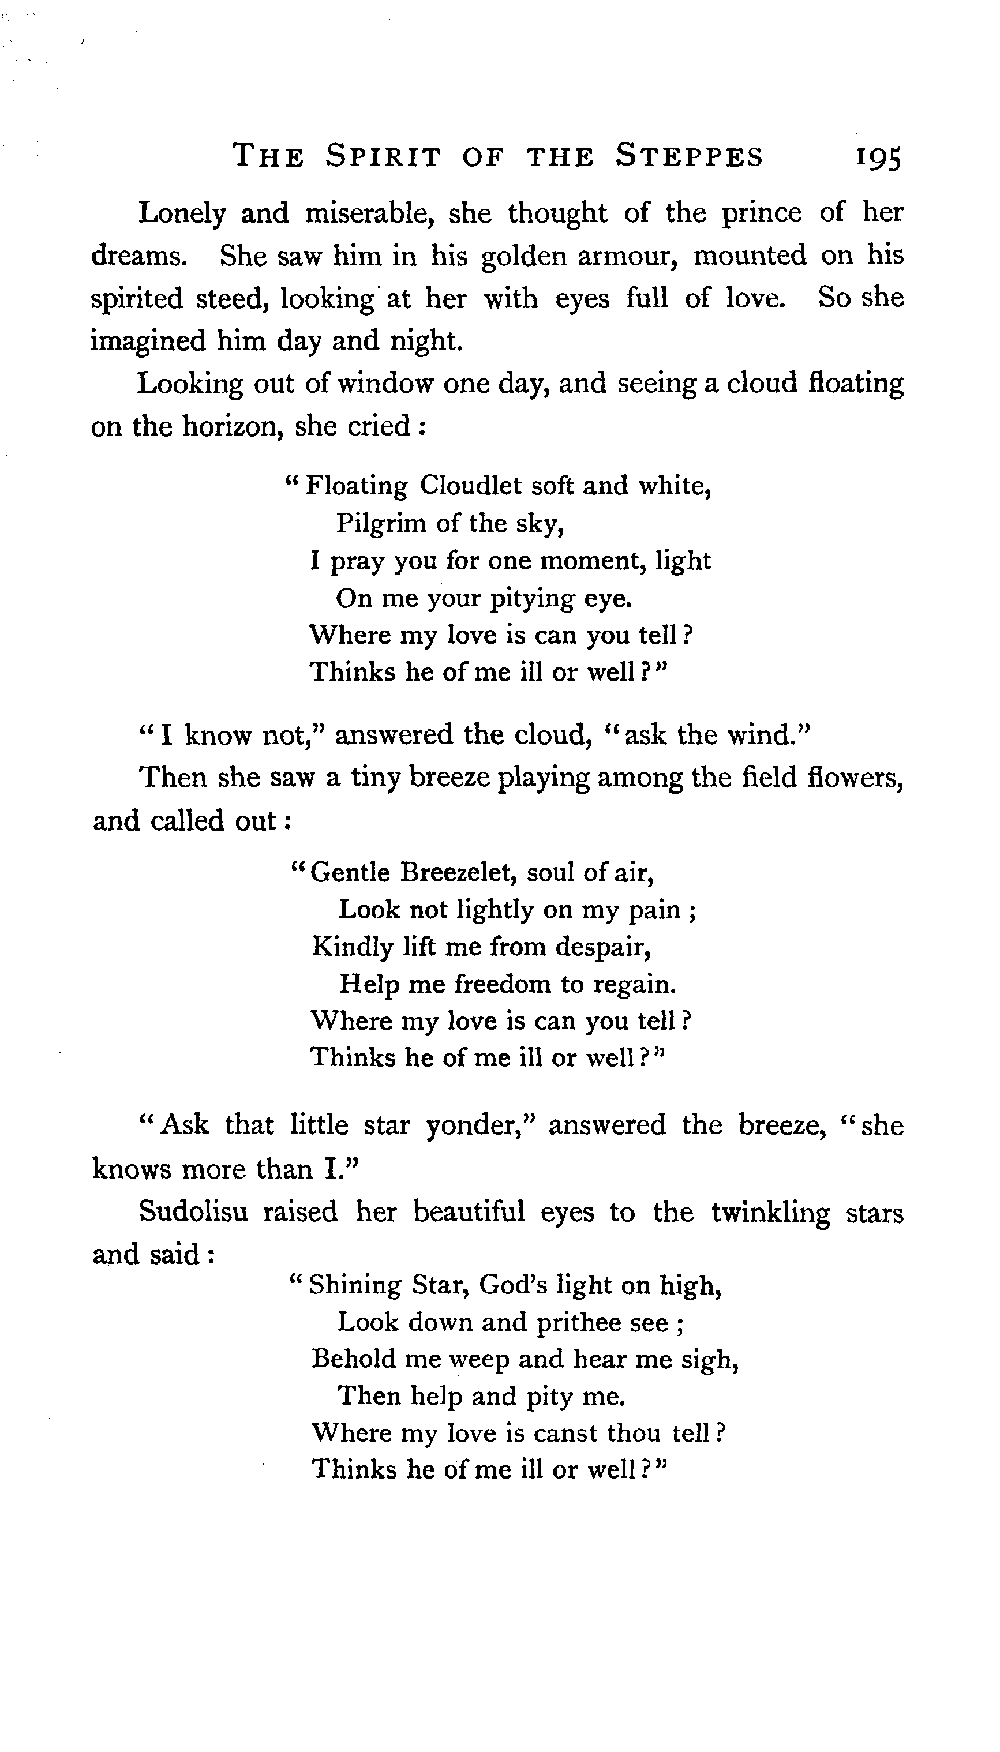 THE SPIRIT OF THE STEPPES 195
Lonely and miserable, she thought of the prince of her
dreams. She saw him in his golden armour, mounted on his
spirited steed, looking at her with eyes full of love. So she
imagined him day and night.
Looking out of window one day, and seeing a cloud floating
on the horizon, she cried :
“ Floating Cloudlet soft and white,
Pilgrim of the sky,
I pray you for one moment, light
On me your pitying eye.
Where my love is can you tell ?
Thinks he of me ill or well ?”
“ I know not,” answered the cloud, “ ask the wind.”
Then she saw a tiny breeze playing among the field flowers,
and called out :
“ Gentle Breezelet, soul of air,
Look not lightly on my pain ;
Kindly lift me from despair,
Help me freedom to regain.
Where my love is can you tell ?
Thinks he of me ill or well ?”
“ Ask that little star yonder,” answered the breeze, “ she
knows more than I.”
Sudolisu raised her beautiful eyes to the twinkling stars
and said :
“ Shining Star, God’s light on high,
Look down and prithee see ;
Behold me weep and hear me sigh,
Then help and pity me.
Where my love is canst thou tell ?
Thinks he of me ill or well ?”